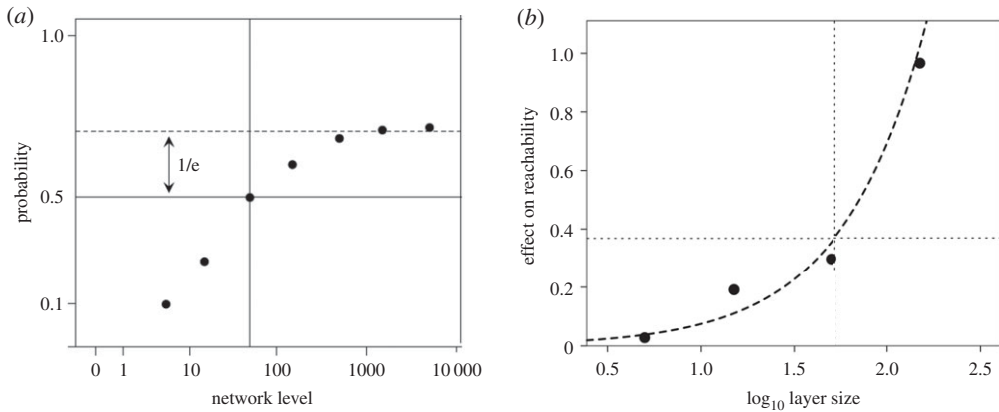 (a)
1.0
0.5
0.1
probability
1/e
0 1 10 100 1000 10 000
network level
(b)
1.0
0.8
0.6
0.4
0.2
0
effect on reachability
0.5 1.0 1.5 2.0 2.5
log10 layer size